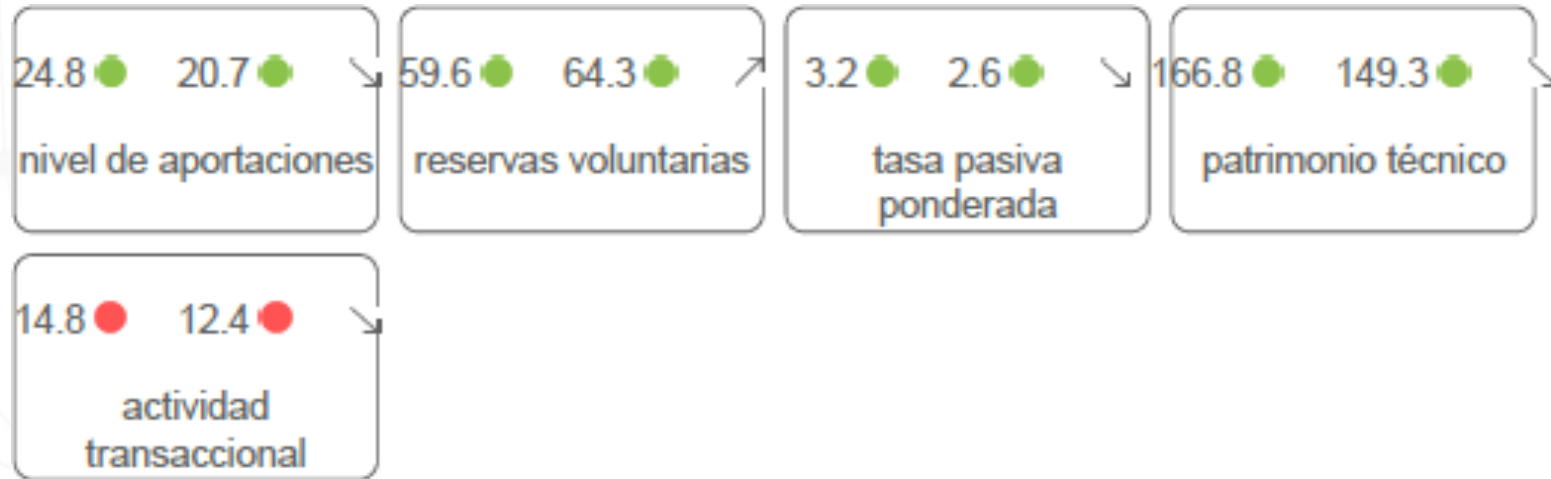 24.8 20.7
nivel de aportaciones
59.6 64.3
reservas voluntarias
3.2 2.6
tasa pasiva
ponderada
166.8 149.3
patrimonio técnico
14.8 12.4
actividad
transaccional